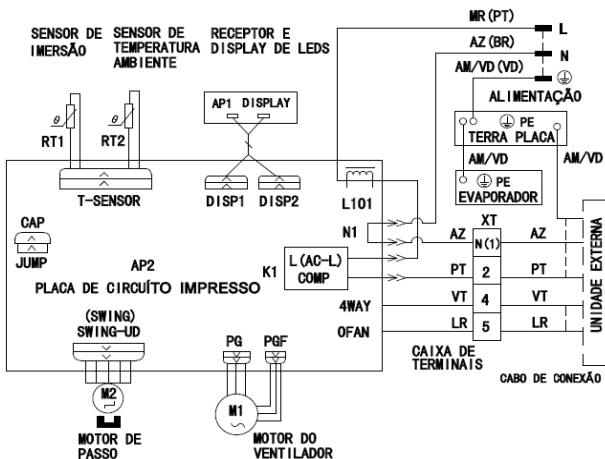 MR(PT)
L
AZ(BR)
N
AM/VD(VD)
ALIMENTAÇÃO
SENSOR DE
IMERSÃO
SENSOR DE
TEMPERATURA
AMBIENTE
RECEPTOR E
DISPLAY DE LEDS
θ
RT1
θ
RT2
AP1 DISPLAY
PE
TERRA PLACA
AM/VD
AM/VD
PE
EVAPORADOR
T-SENSOR
DISP1
DISP2
L101
CAP
JUMP
N1
XT
AZ
N(1)
AZ
AP2
PLACA DE CIRCUÍTO IMPRESSO
K1
L(AC-L)
COMP
PT
2
PT
4WAY
VT
4
VT
OFAN
LR
5
LR
UNIDADE EXTERNA
(SWING)
SWING-UD
PG
PGF
CAIXA DE
TERMINAIS
CABO DE CONEXÃO
M2
M1
MOTOR DE
PASSO
MOTOR DO
VENTILADOR